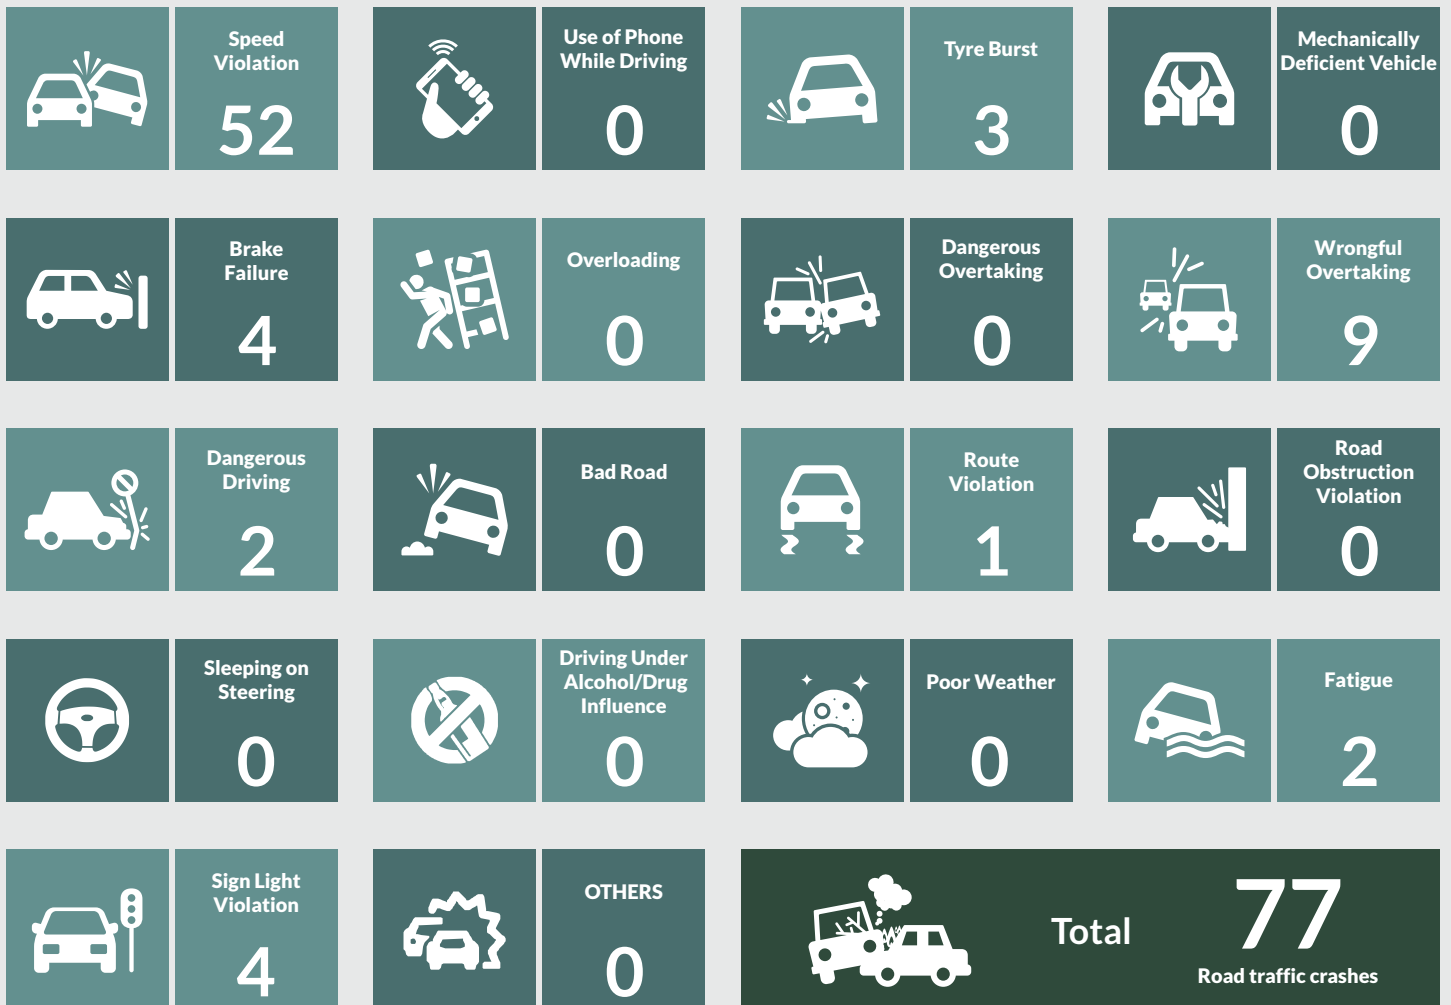 Speed
Violation
52
Use of Phone
While Driving
0
Tyre Burst
3
Mechanically
Deficient Vehicle
0
Brake
Failure
4
Overloading
0
Dangerous
Overtaking
0
Wrongful
Overtaking
9
Dangerous
Driving
2
Bad Road
0
Route
Violation
1
Road
Obstruction
Violation
0
Sleeping on
Steering
0
Driving Under
Alcohol/Drug
Influence
0
Poor Weather
0
Fatigue
2
Sign Light
Violation
4
OTHERS
0
Total
77
Road traffic crashes